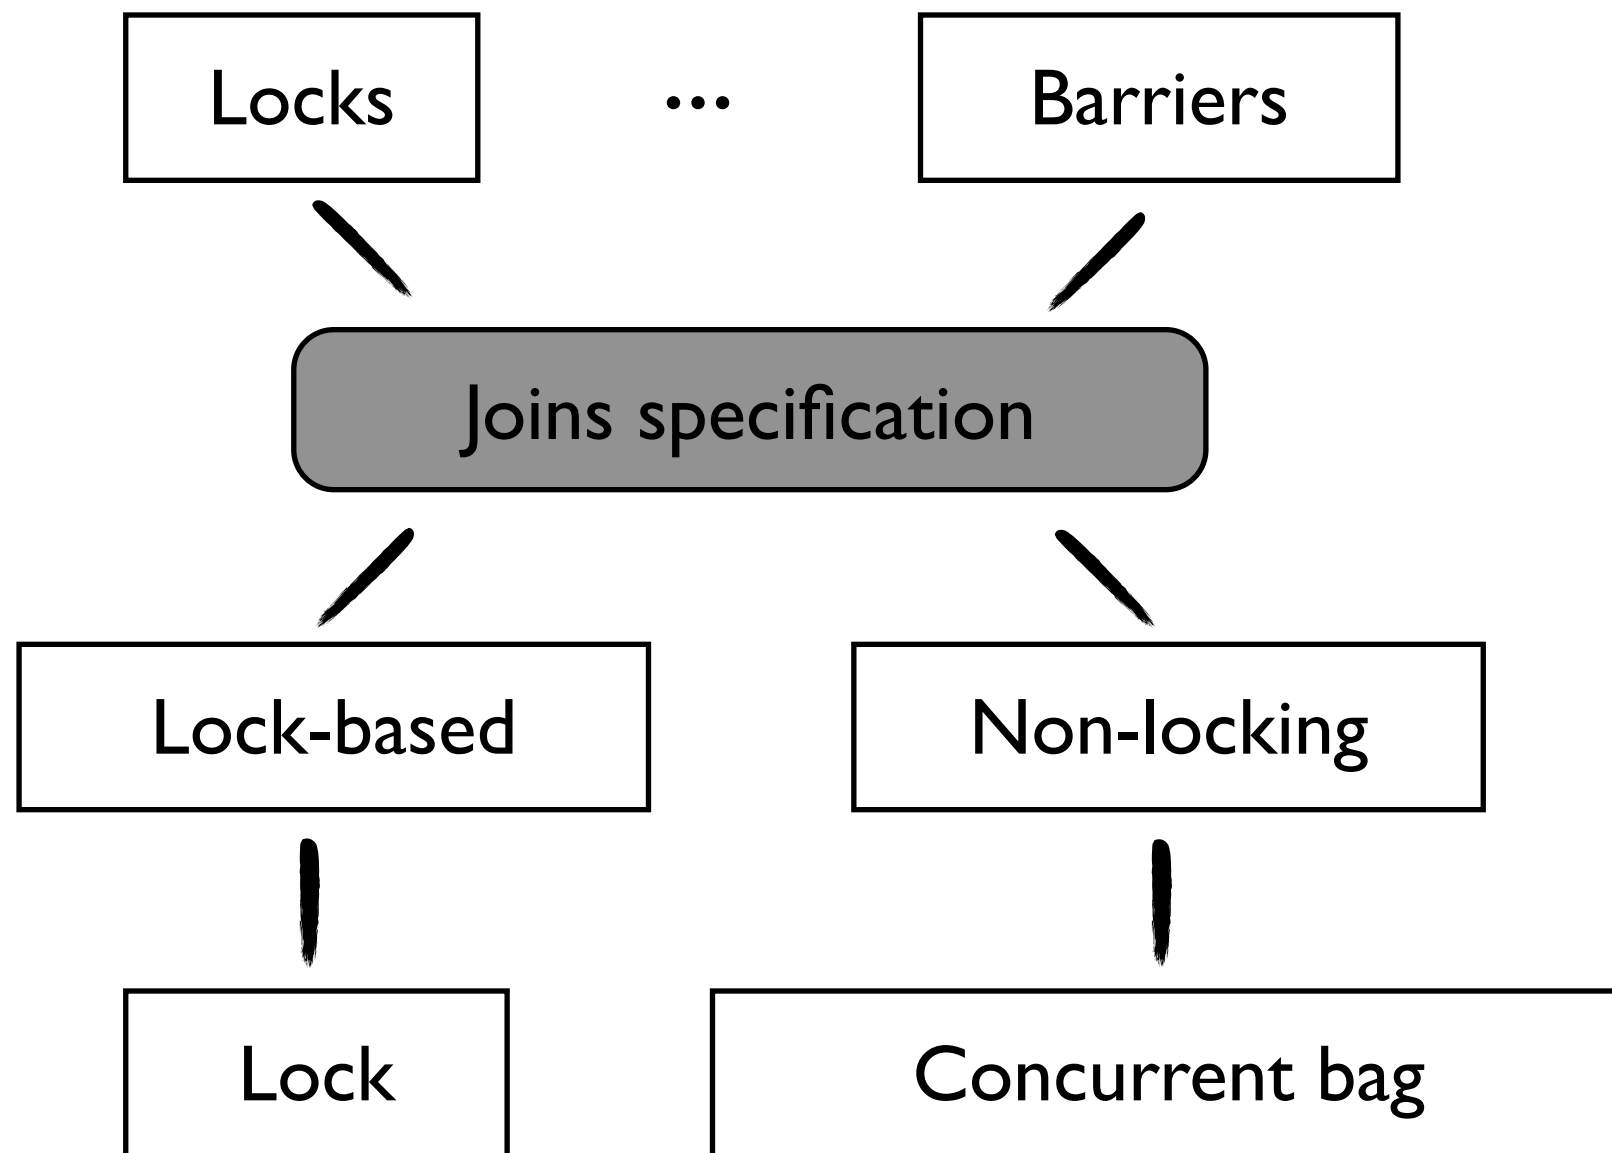 Locks
...
Barriers
Joins specification
Lock-based
Non-locking
Lock
Concurrent bag